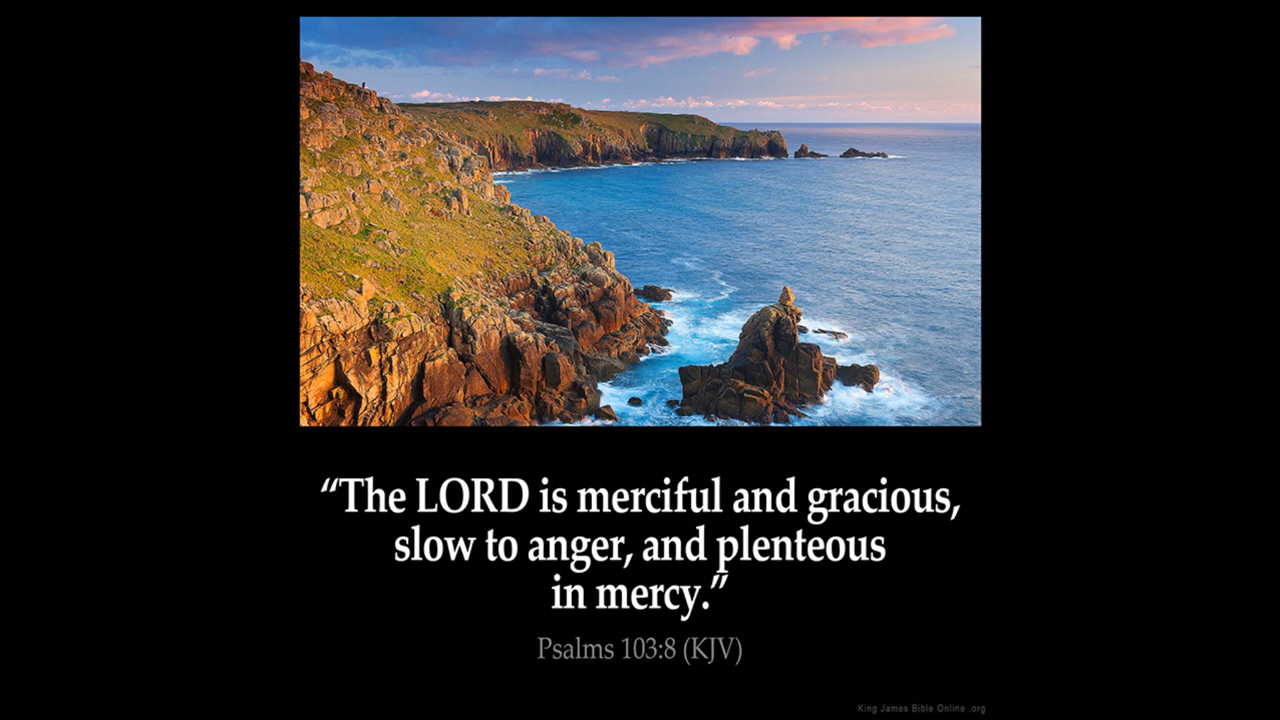 “The LORD is merciful and gracious,
slow to anger, and plenteous
in mercy.”
Psalms 103:8 (KJV)
King James Bible Online .org